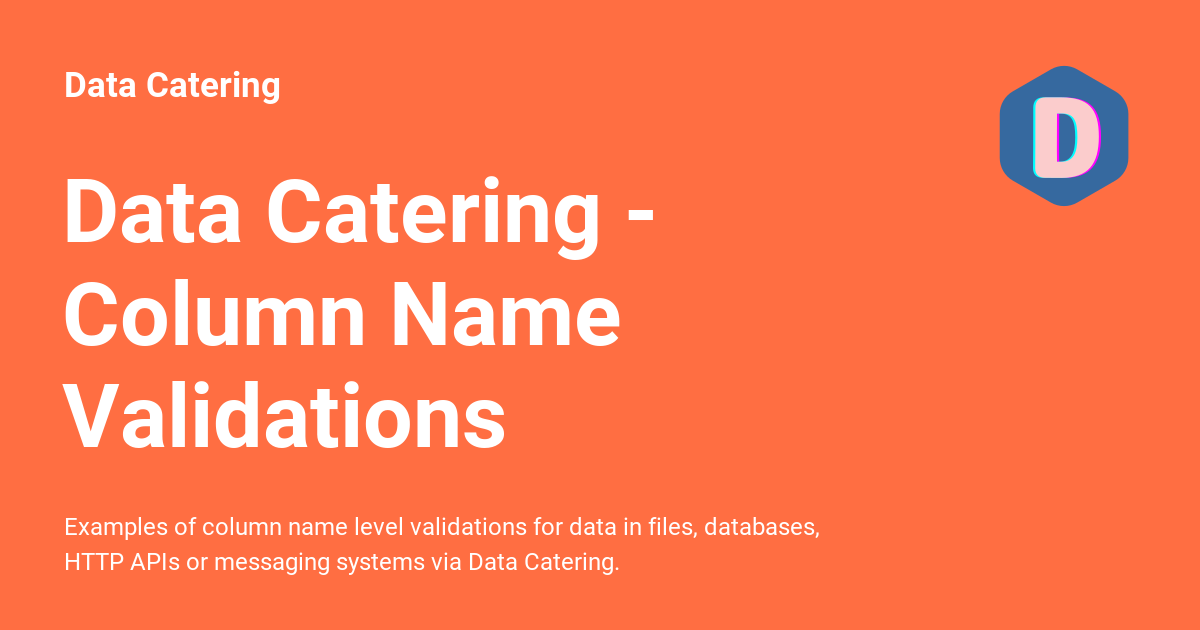 Data Catering
D
Data Catering -
Column Name
Validations
Examples of column name level validations for data in files, databases,
HTTP APIs or messaging systems via Data Catering.